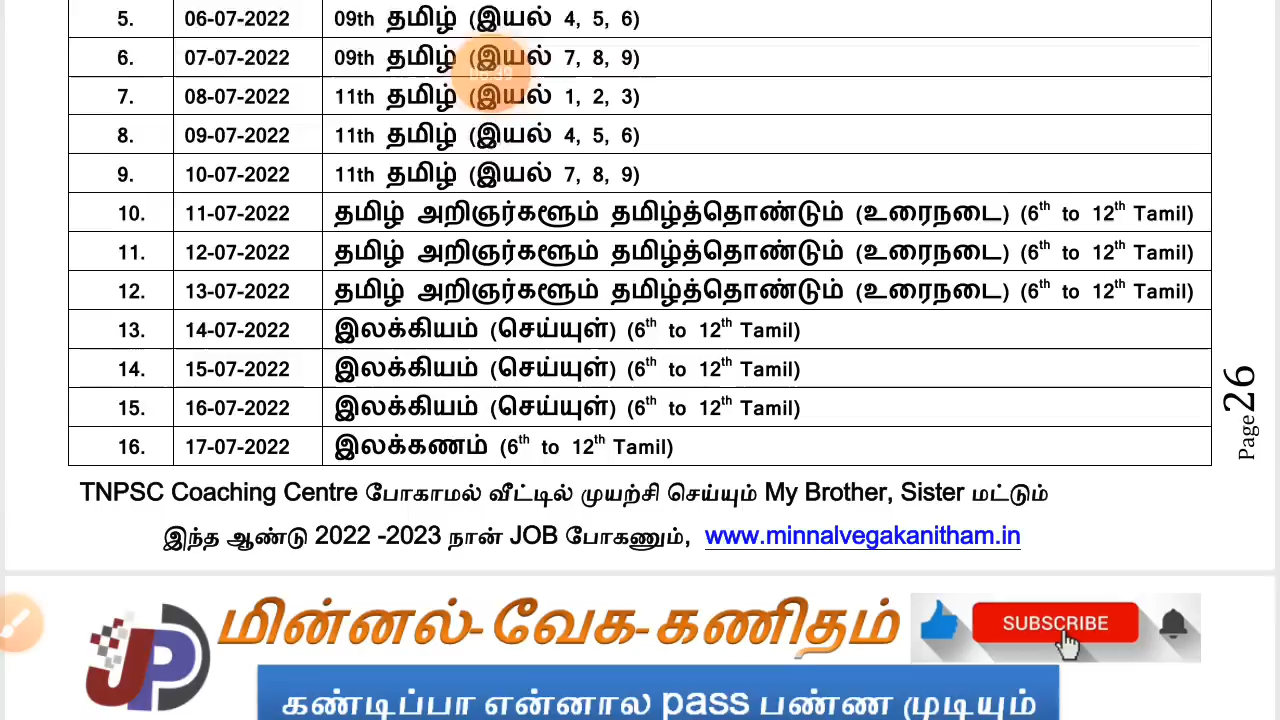 5. 06-07-2022 09th தமிழ் (இயல் 4, 5, 6)
6. 07-07-2022 09th தமிழ் (இயல் 7, 8, 9)
7. 08-07-2022 11th தமிழ் (இயல் 1, 2, 3)
8. 09-07-2022 11th தமிழ் (இயல் 4, 5, 6)
9. 10-07-2022 11th தமிழ் (இயல் 7, 8, 9)
10. 11-07-2022 தமிழ் அறிஞர்களும் தமிழ்த்தொண்டும் (உரைநடை) (6th to 12th Tamil)
11. 12-07-2022 தமிழ் அறிஞர்களும் தமிழ்த்தொண்டும் (உரைநடை) (6th to 12th Tamil)
12. 13-07-2022 தமிழ் அறிஞர்களும் தமிழ்த்தொண்டும் (உரைநடை) (6th to 12th Tamil)
13. 14-07-2022 இலக்கியம் (செய்யுள்) (6th to 12th Tamil)
14. 15-07-2022 இலக்கியம் (செய்யுள்) (6th to 12th Tamil)
15. 16-07-2022 இலக்கியம் (செய்யுள்) (6th to 12th Tamil)
16. 17-07-2022 இலக்கணம் (6th to 12th Tamil)
Page 26
TNPSC Coaching Centre போகாமல் வீட்டில் முயற்சி செய்யும் My Brother, Sister மட்டும்
இந்த ஆண்டு 2022 -2023 நான் JOB போகணும், www.minnalvegakanitham.in
JP மின்னல்-வேக-கணிதம் SUBSCRIBE
கண்டிப்பா என்னால pass பண்ண முடியும்